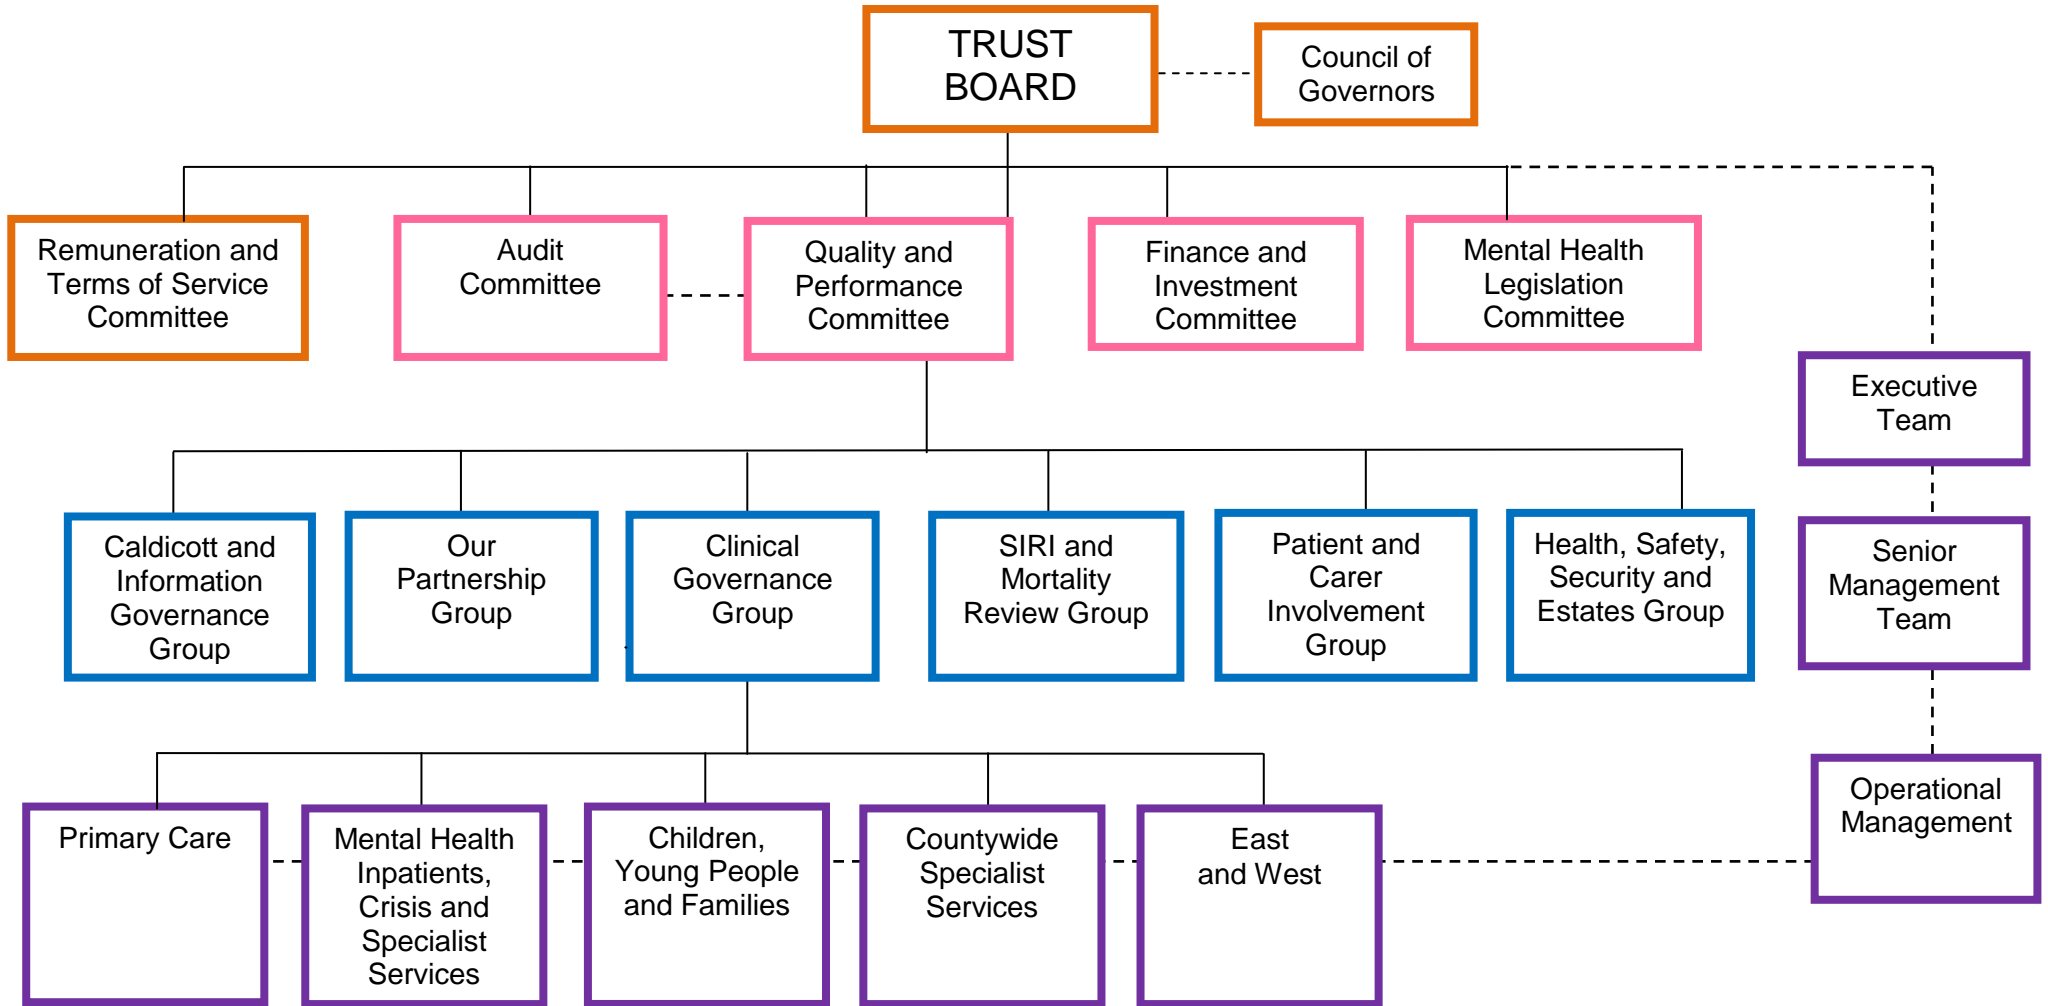 TRUST
BOARD
Council of
Governors
Remuneration and
Terms of Service
Committee
Audit
Committee
Quality and
Performance
Committee
Finance and
Investment
Committee
Mental Health
Legislation
Committee
Executive
Team
Caldicott and
Information
Governance
Group
Our
Partnership
Group
Clinical
Governance
Group
SIRI and
Mortality
Review Group
Patient and
Carer
Involvement
Group
Health, Safety,
Security and
Estates Group
Senior
Management
Team
Primary Care
Mental Health
Inpatients,
Crisis and
Specialist
Services
Children,
Young People
and Families
Countywide
Specialist
Services
East
and West
Operational
Management